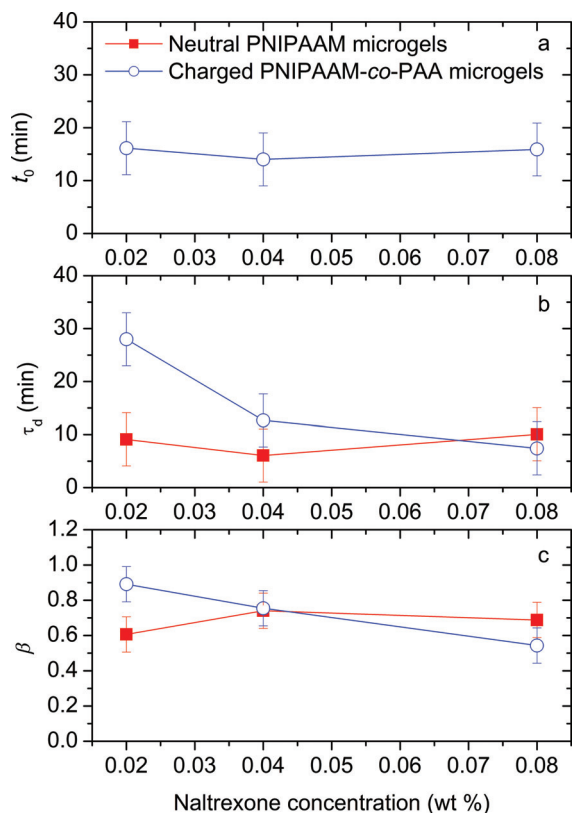 40
Neutral PNIPAAM microgels
a
Charged PNIPAAM-co-PAA microgels
30
20
10
0
t0 (min)
0.02 0.03 0.04 0.05 0.06 0.07 0.08
40
b
30
20
10
0
τd (min)
0.02 0.03 0.04 0.05 0.06 0.07 0.08
1.2
c
1.0
0.8
0.6
0.4
0.2
0.0
β
0.02 0.03 0.04 0.05 0.06 0.07 0.08
Naltrexone concentration (wt %)